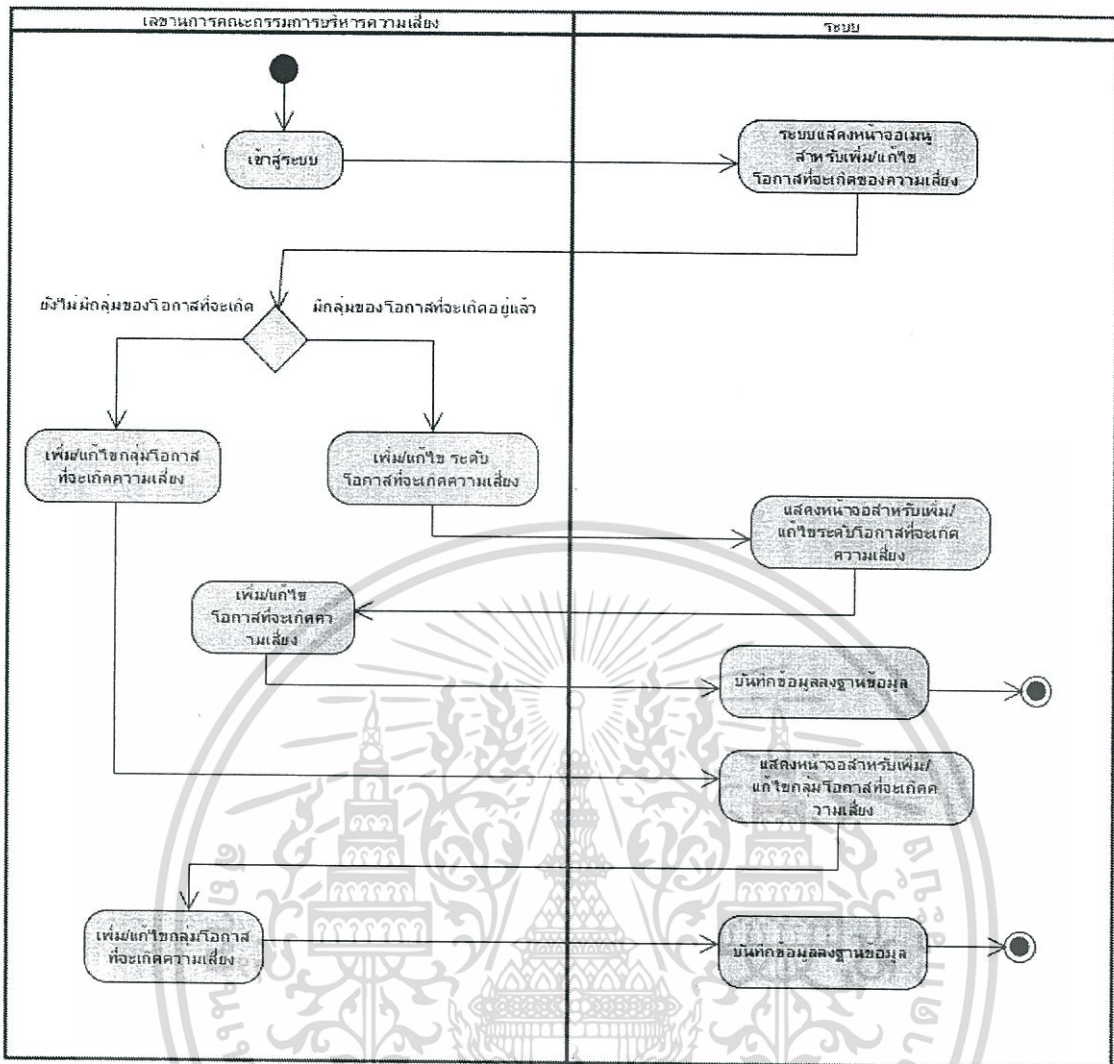 เลขานุการคณะกรรมการบริหารความเสี่ยง
ระบบ
เข้าสู่ระบบ
ระบบแสดงหน้าจอเมนู
สำหรับเพิ่ม/แก้ไข
โอกาสที่จะเกิดของความเสี่ยง
ยังไม่มีกลุ่มของโอกาสที่จะเกิด
มีกลุ่มของโอกาสที่จะเกิดอยู่แล้ว
เพิ่ม/แก้ไขกลุ่มโอกาส
ที่จะเกิดความเสี่ยง
เพิ่ม/แก้ไข ระดับ
โอกาสที่จะเกิดความเสี่ยง
แสดงหน้าจอสำหรับเพิ่ม/
แก้ไขระดับโอกาสที่จะเกิด
ความเสี่ยง
เพิ่ม/แก้ไข
โอกาสที่จะเกิดคว
ามเสี่ยง
บันทึกข้อมูลลงฐานข้อมูล
แสดงหน้าจอสำหรับเพิ่ม/
แก้ไขกลุ่มโอกาสที่จะเกิดค
วามเสี่ยง
เพิ่ม/แก้ไขกลุ่มโอกาส
ที่จะเกิดความเสี่ยง
บันทึกข้อมูลลงฐานข้อมูล